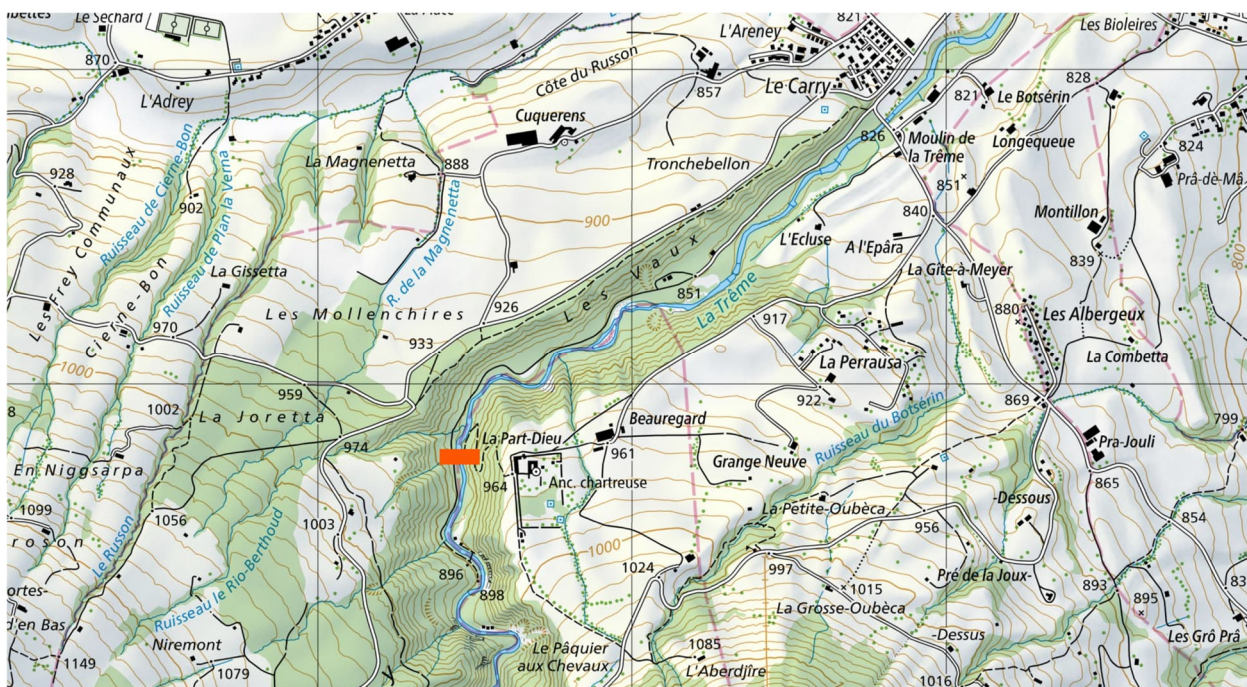 Le Sechard
821
Les Bioleires
L'Areney
870
Côte du Russon
857
Le Carry
828
L'Adrey
Cuquerens
821
Le Botsérin
826
Moulin de
la Trême
Longequeue
824
La Magnenetta
888
Tronchebellon
928
Prâ-dè-Mâ
851
902
Ruisseau de Cierne-Bon
Ruisseau de Plan la Verne
Les Frey Communaux
Cierne-Bon
R. de la Magnenetta
900
840
Montillon
L'Ecluse
A l'Epâra
839
800
La Gissetta
La Gîte-à-Meyer
Les Vaux
851
La Trême
Les Mollenchires
926
917
880
Les Albergeux
970
933
La Combetta
1000
La Perrausa
959
922
869
1002
La Joretta
799
Beauregard
Ruisseau du Botsérin
974
La Part-Dieu
961
Pra-Jouli
En Niggsarpa
Grange Neuve
964
Anc. chartreuse
865
-Dessous
1099
La Petite-Oubèca
1056
1003
956
854
Le Russon
Ruisseau le Rio-Berthoud
1000
896
1024
997
Pré de la Joux-
1015
893
898
895
La Grosse-Oubèca
d'en Bas
-Dessus
Niremont
Le Pâquier
aux Chevaux
Les Grô Prâ
1149
1079
1085
L'Aberdjîre
1016